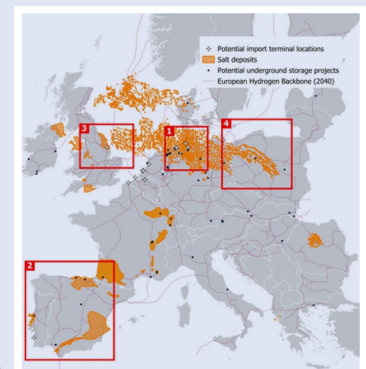 Potential import terminal locations
Salt deposits
Potential underground storage projects
European Hydrogen Backbone (2040)
3
1
4
2